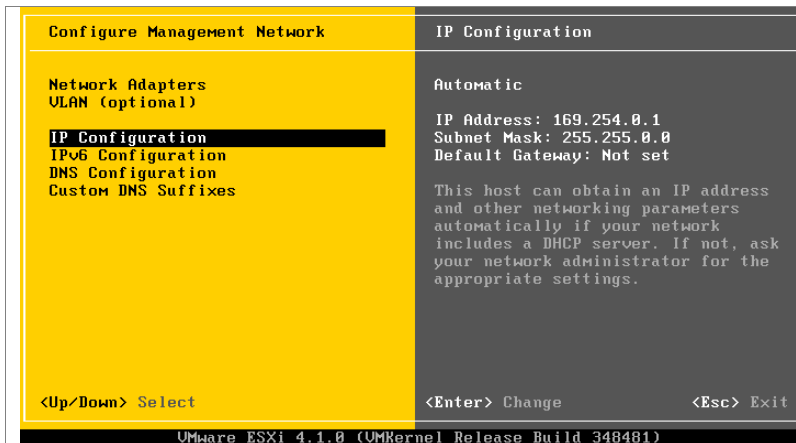 Configure Management Network
Network Adapters
VLAN (optional)
IP Configuration
IPv6 Configuration
DNS Configuration
Custom DNS Suffixes
<Up/Down> Select
IP Configuration
Automatic
IP Address: 169.254.0.1
Subnet Mask: 255.255.0.0
Default Gateway: Not set
This host can obtain an IP address
and other networking parameters
automatically if your network
includes a DHCP server. If not, ask
your network administrator for the
appropriate settings.
<Enter> Change
<Esc> Exit
VMware ESXi 4.1.0 (VMKernel Release Build 348481)